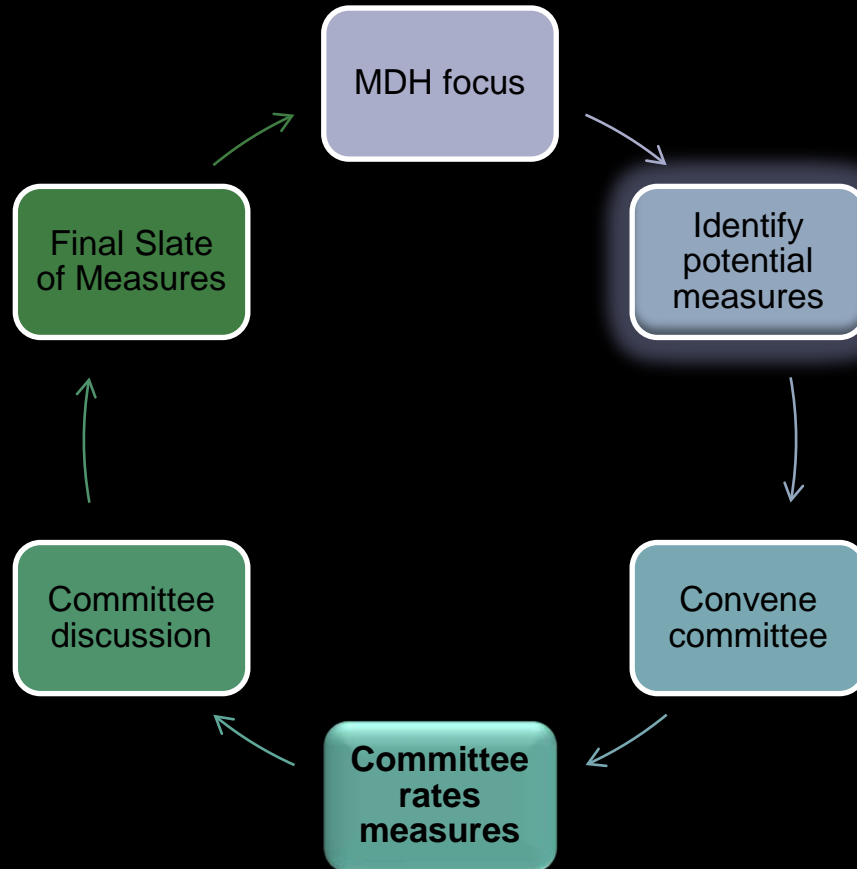 MDH focus
Identify
potential
measures
Convene
committee
Committee
rates
measures
Committee
discussion
Final Slate
of Measures